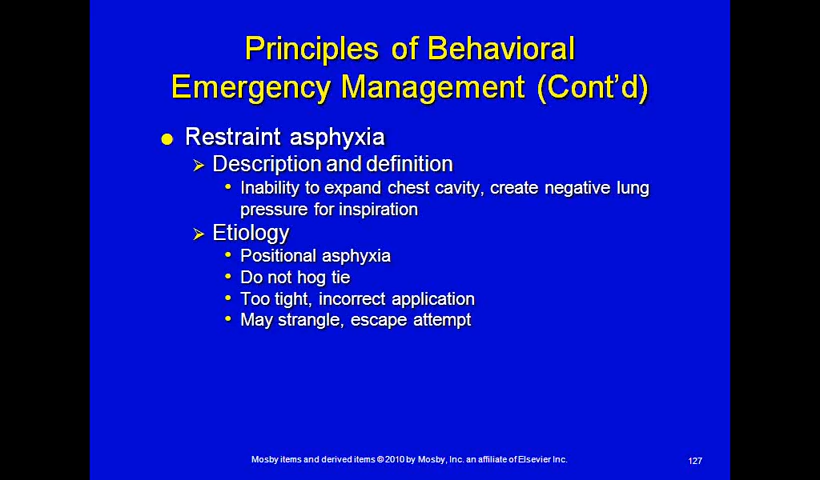 Principles of Behavioral
Emergency Management (Cont’d)
Restraint asphyxia
Description and definition
Inability to expand chest cavity, create negative lung
pressure for inspiration
Etiology
Positional asphyxia
Do not hog tie
Too tight, incorrect application
May strangle, escape attempt
Mosby items and derived items © 2010 by Mosby, Inc. an affiliate of Elsevier Inc.
127